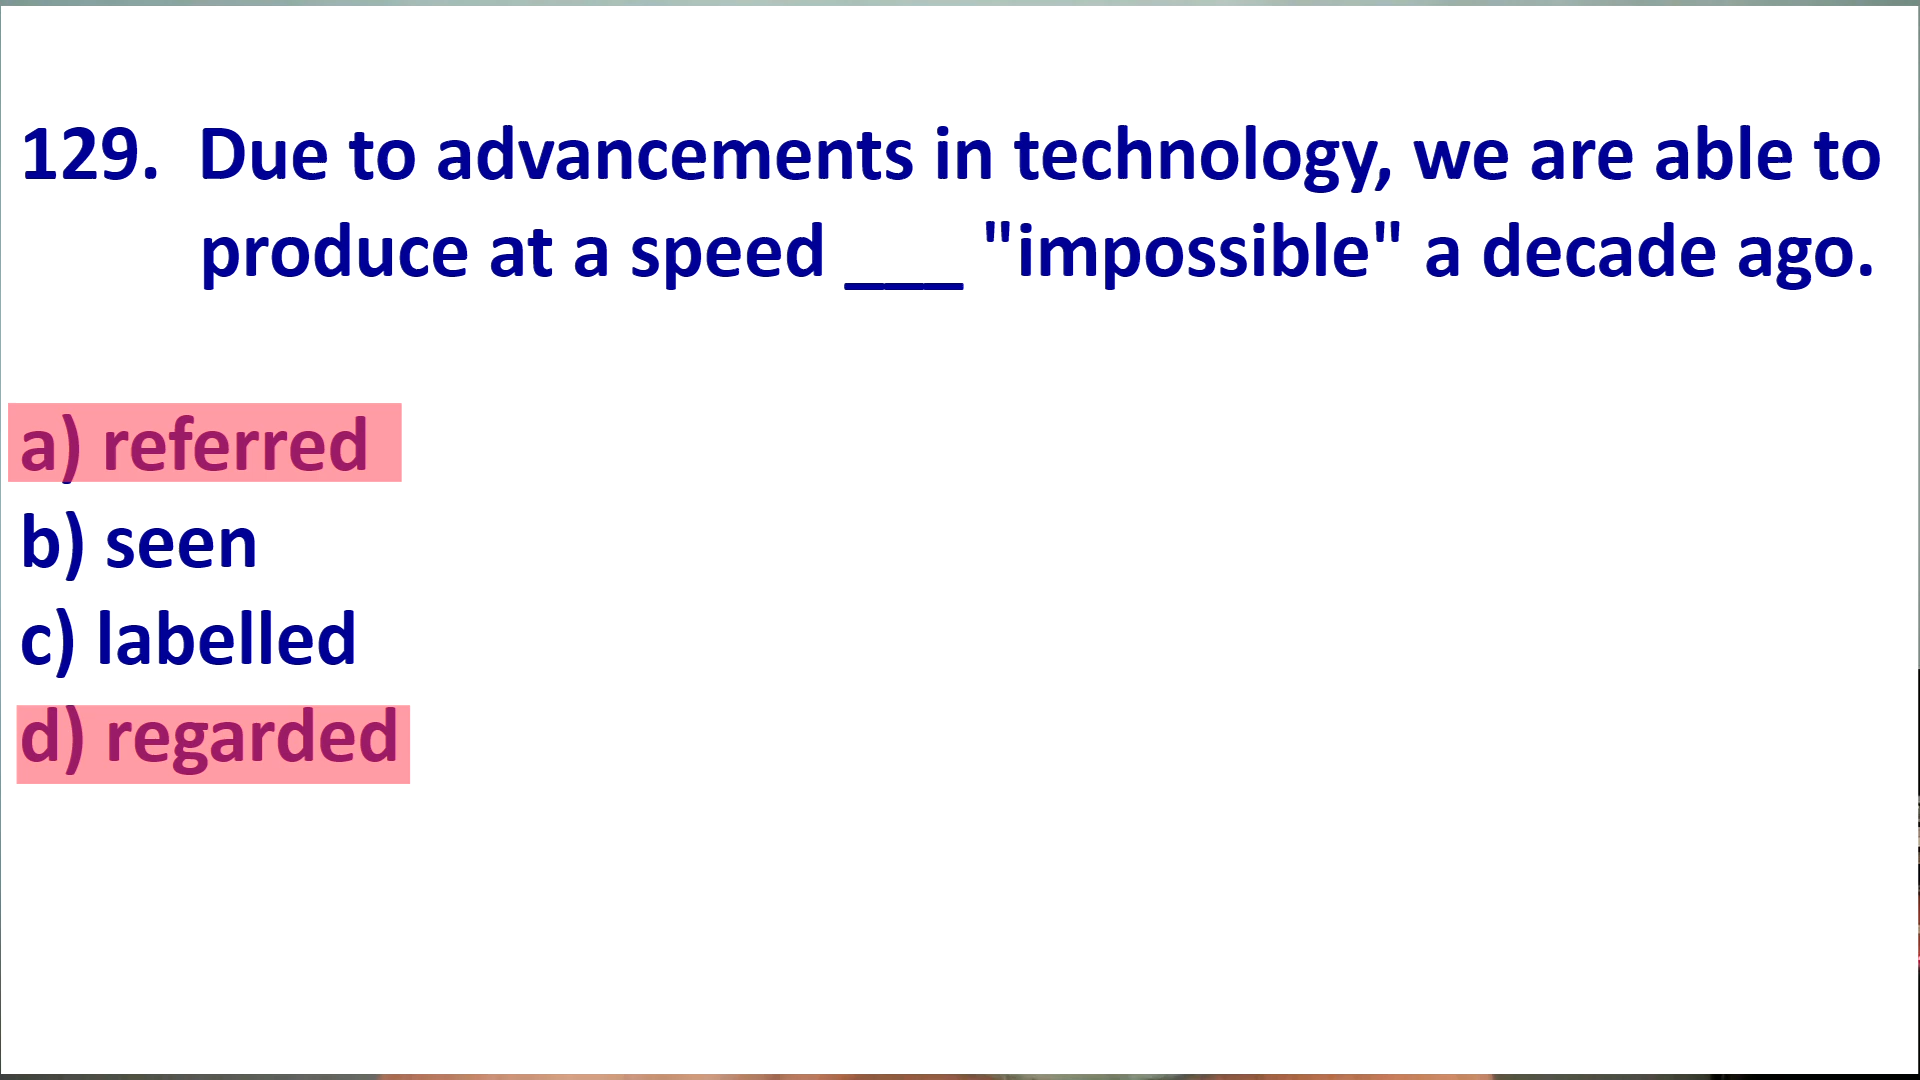 129. Due to advancements in technology, we are able to
produce at a speed ___ "impossible" a decade ago.
a) referred
b) seen
c) labelled
d) regarded